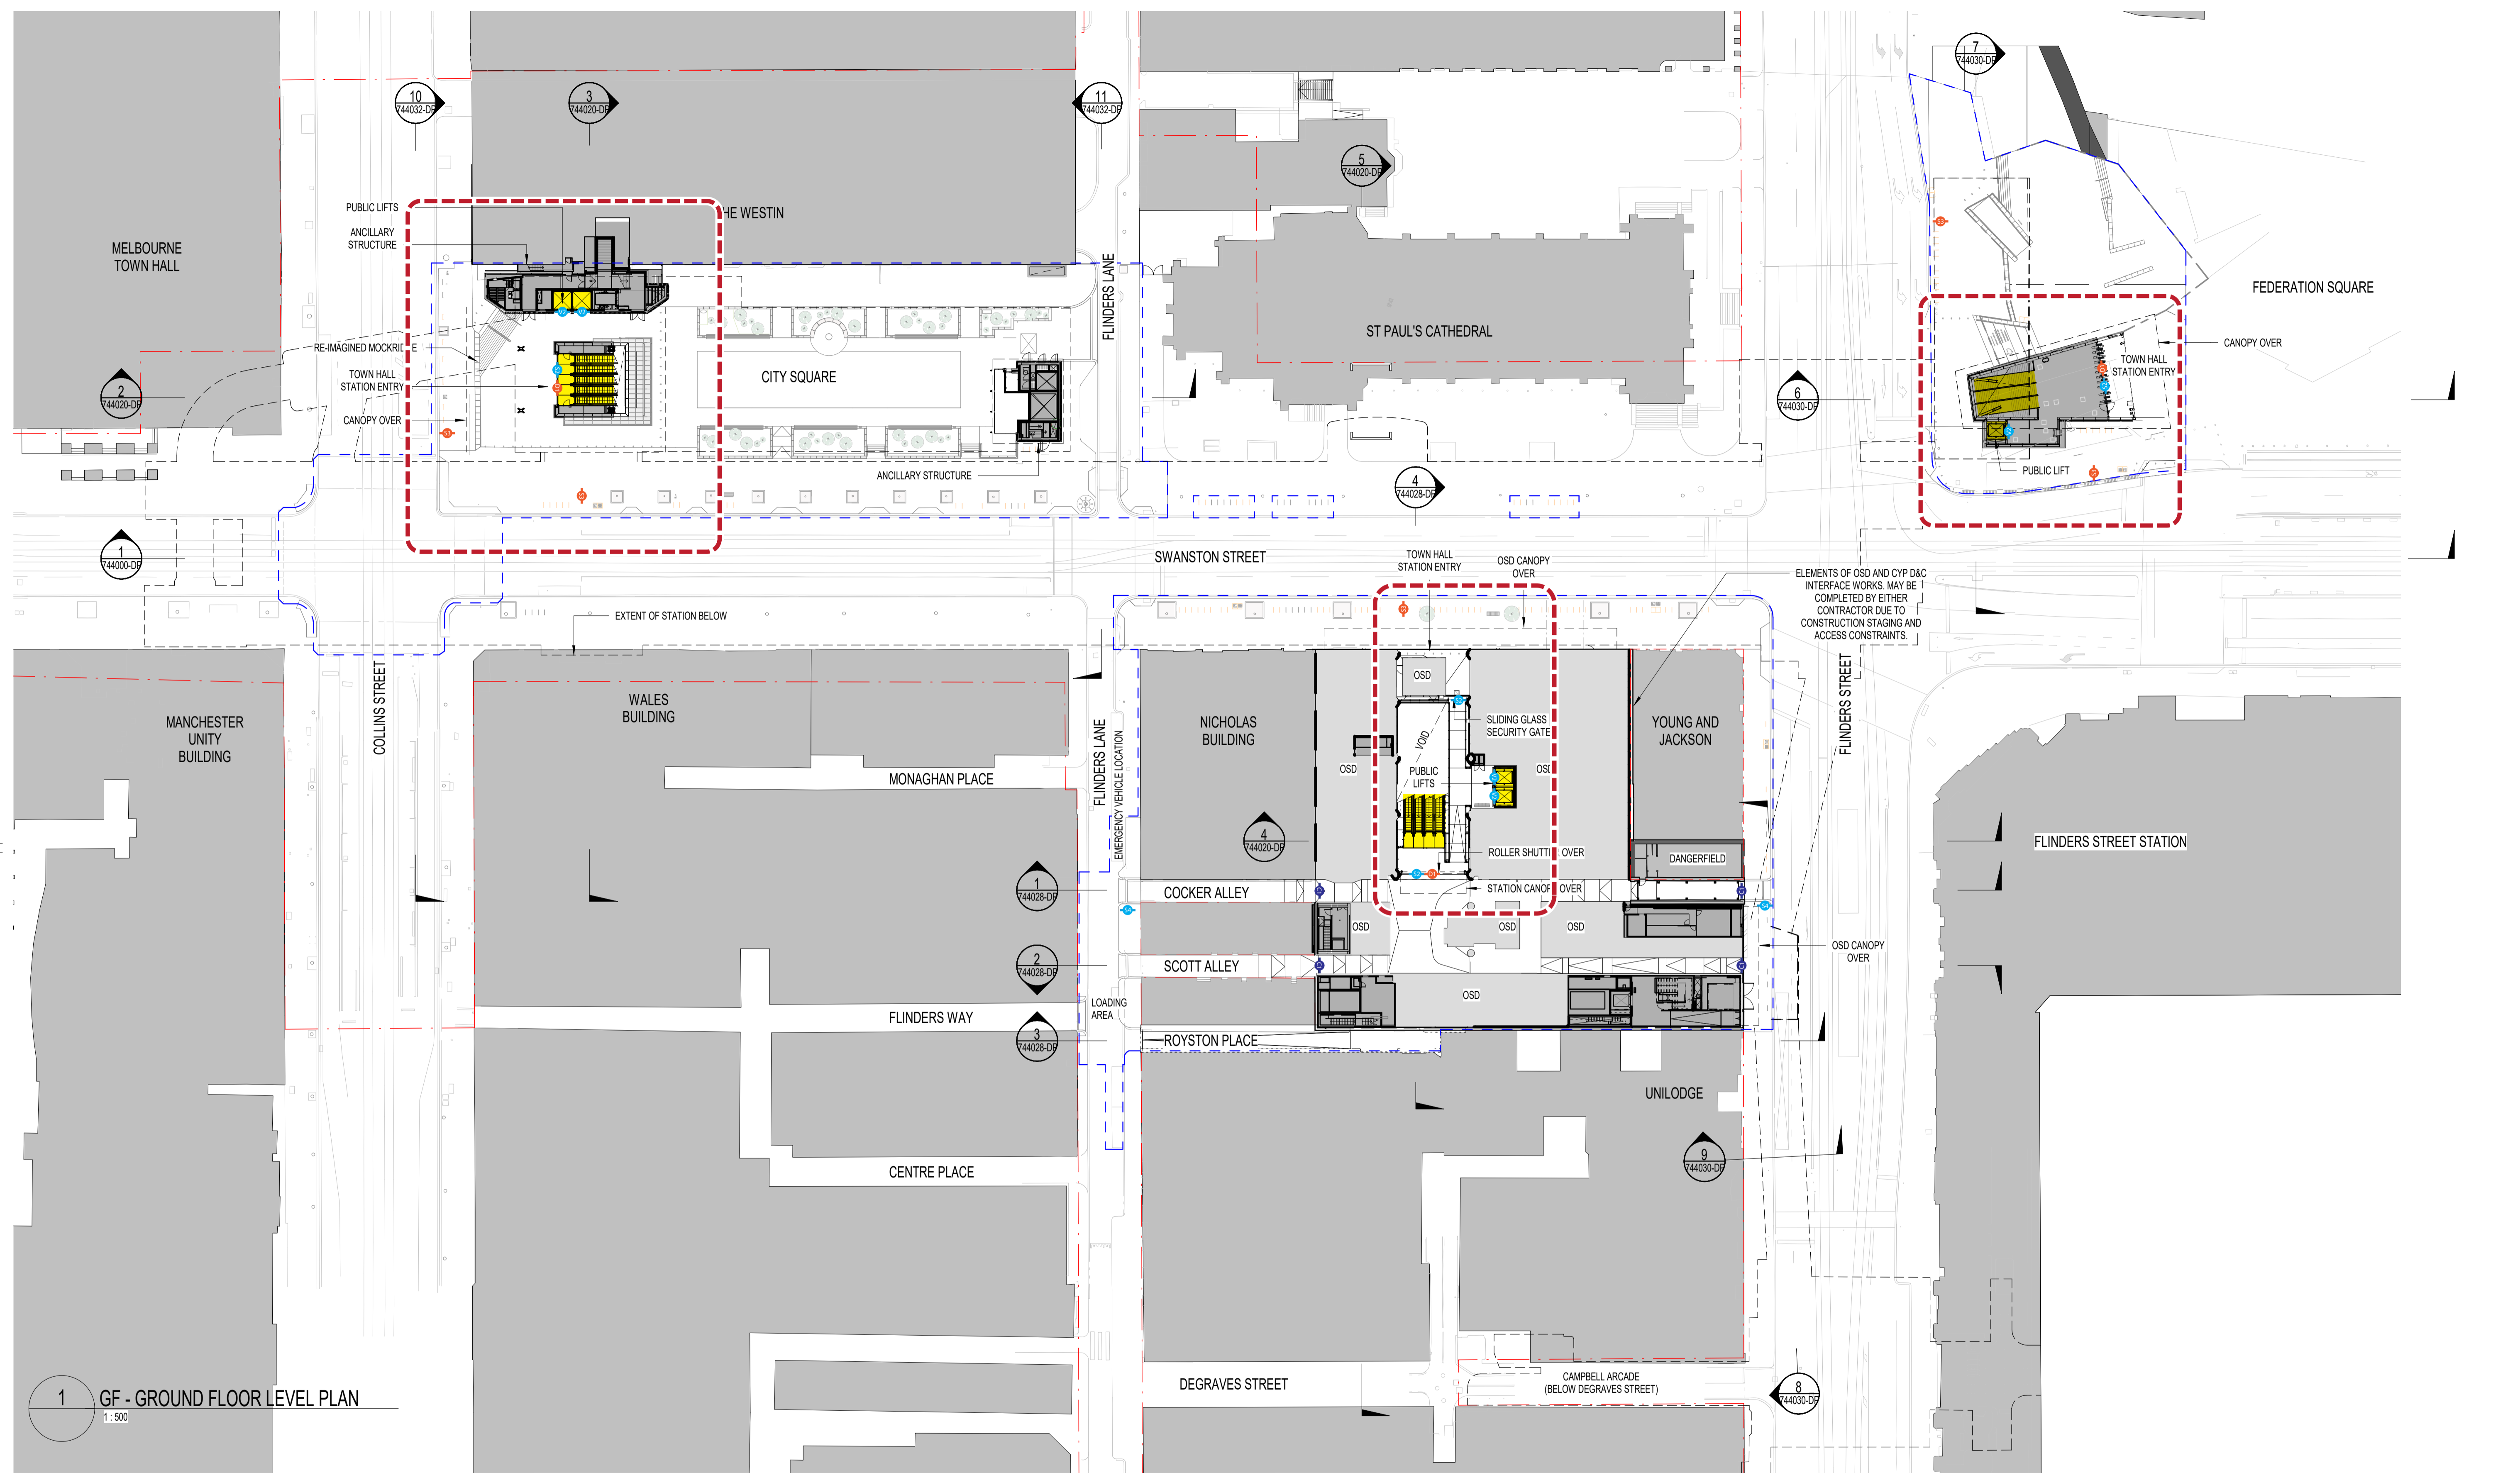 7
744030-DP
10
744032-DP
3
744020-DP
11
744032-DP
5
744020-DP
PUBLIC LIFTS
ANCILLARY
STRUCTURE
HE WESTIN
MELBOURNE
TOWN HALL
FLINDERS LANE
S3
FEDERATION SQUARE
V2
V2
ST PAUL'S CATHEDRAL
CANOPY OVER
RE-IMAGINED MOCKRIDGE
TOWN HALL
STATION ENTRY
TOWN HALL
STATION ENTRY
CITY SQUARE
2
744020-DP
6
744030-DP
CANOPY OVER
S3
PUBLIC LIFT
ANCILLARY STRUCTURE
4
744028-DP
1
744000-DP
SWANSTON STREET
TOWN HALL
STATION ENTRY
OSD CANOPY
OVER
ELEMENTS OF OSD AND CYP D&C
INTERFACE WORKS. MAY BE
COMPLETED BY EITHER
CONTRACTOR DUE TO
CONSTRUCTION STAGING AND
ACCESS CONSTRAINTS.
EXTENT OF STATION BELOW
COLLINS STREET
WALES
BUILDING
MANCHESTER
UNITY
BUILDING
NICHOLAS
BUILDING
OSD
SLIDING GLASS
SECURITY GATE
VOID
YOUNG AND
JACKSON
FLINDERS STREET
FLINDERS LANE
EMERGENCY VEHICLE LOCATION
MONAGHAN PLACE
OSD
PUBLIC
LIFTS
OSD
4
744020-DP
FLINDERS STREET STATION
ROLLER SHUTTER OVER
DANGERFIELD
1
744028-DP
COCKER ALLEY
STATION CANOPY OVER
OSD
OSD
OSD
OSD CANOPY
OVER
2
744028-DP
SCOTT ALLEY
OSD
LOADING
AREA
FLINDERS WAY
3
744028-DP
ROYSTON PLACE
UNILODGE
9
744030-DP
CENTRE PLACE
DEGRAVES STREET
CAMPBELL ARCADE
(BELOW DEGRAVES STREET)
8
744030-DP
1
GF - GROUND FLOOR LEVEL PLAN
1 : 500